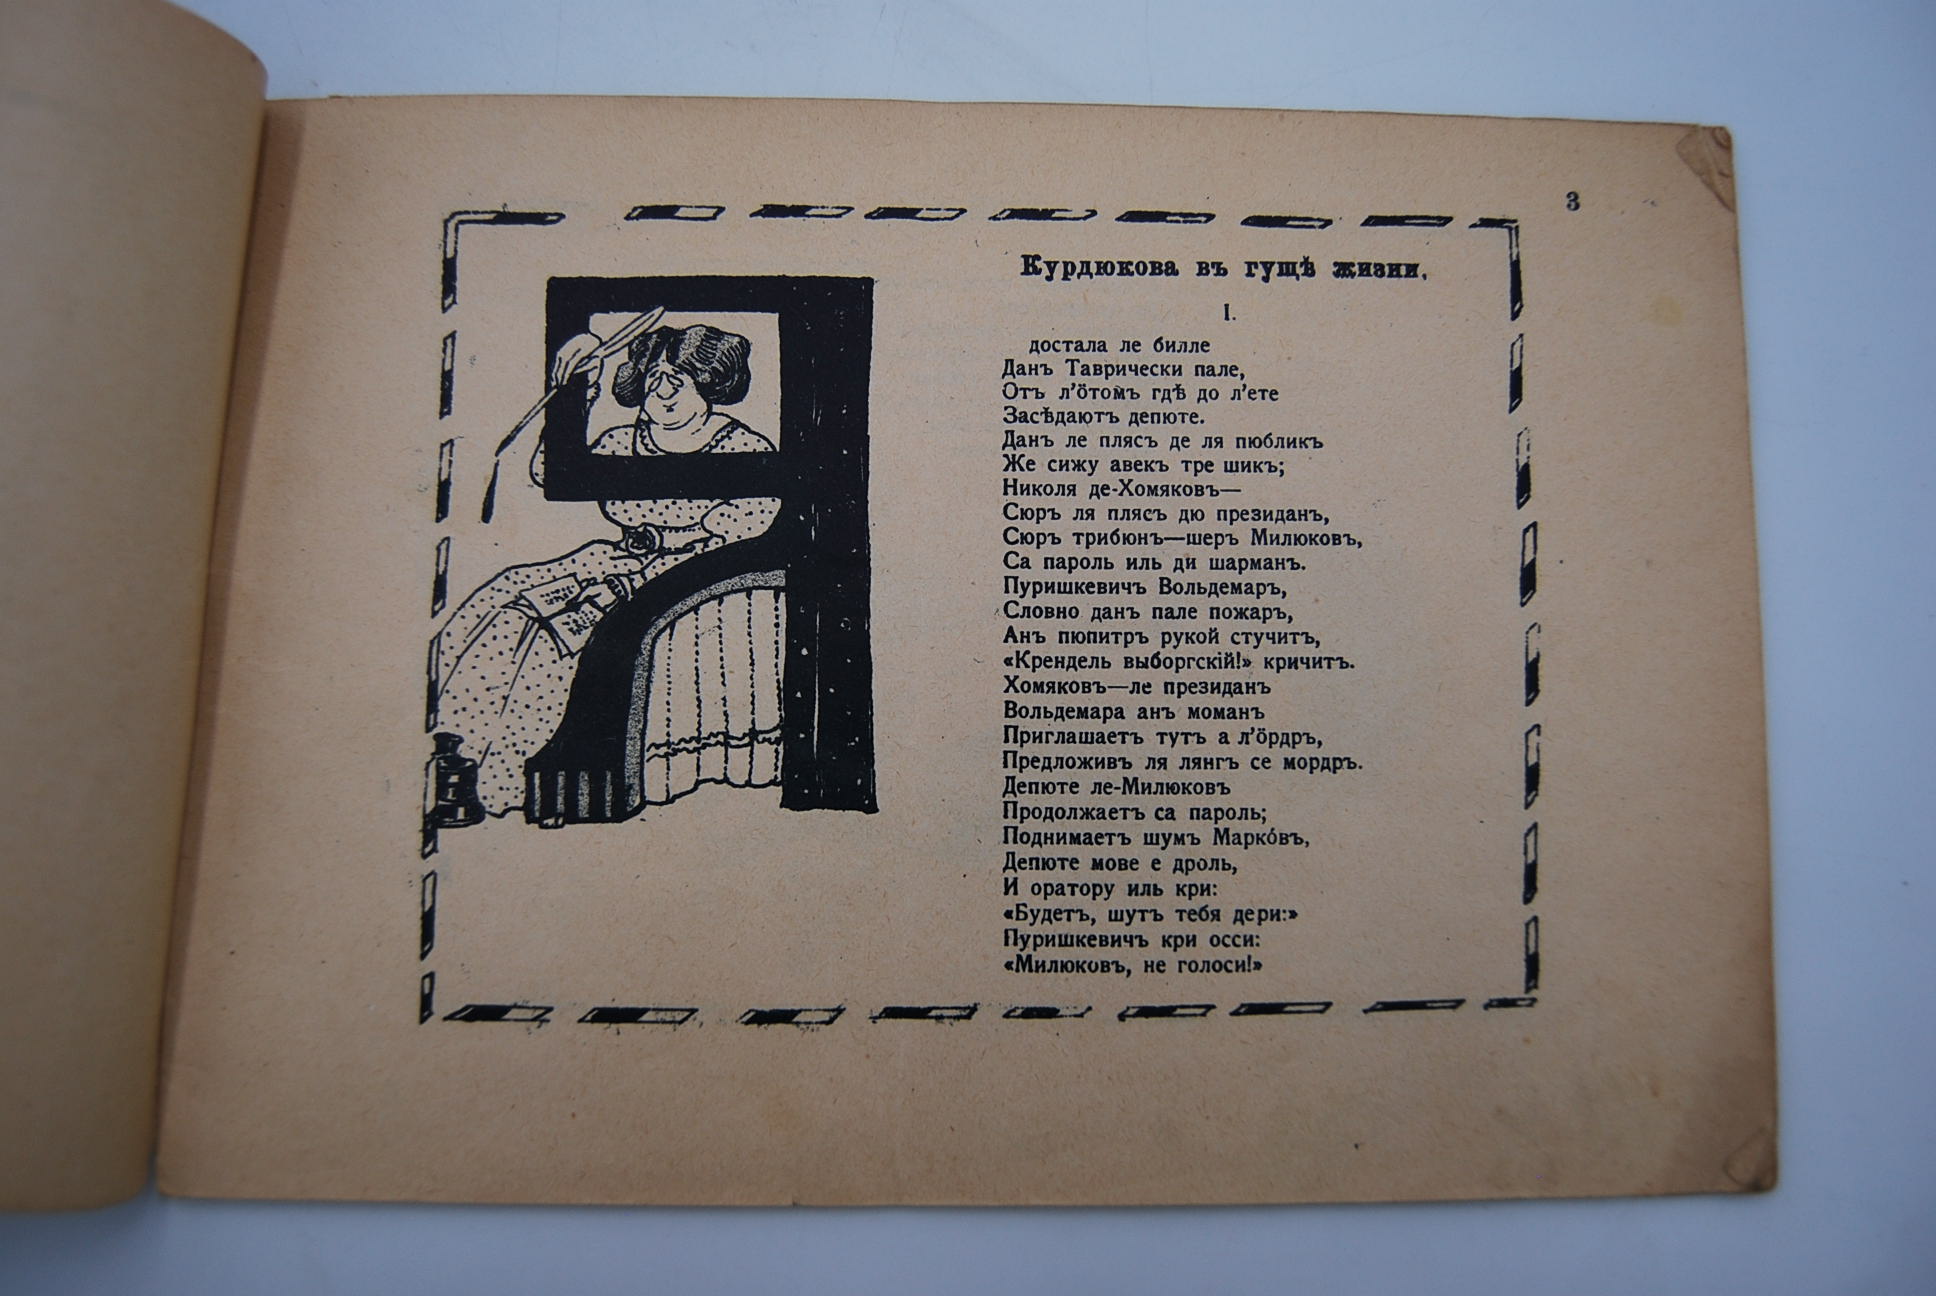 3
Курдюкова въ гущѣ жизни.
I.
Я
достала ле билле
Данъ Таврически пале,
Отъ л'öтомъ гдѣ до л'ете
Засѣдаютъ депюте.
Данъ ле плясъ де ля пюбликъ
Же сижу авекъ тре шикъ;
Николя де-Хомяковъ—
Сюръ ля плясъ дю президанъ,
Сюръ трибюнъ—шеръ Милюковъ,
Са пароль иль ди шарманъ.
Пуришкевичъ Вольдемаръ,
Словно данъ пале пожаръ,
Анъ пюпитръ рукой стучитъ,
«Крендель выборгскій!» кричитъ.
Хомяковъ—ле президанъ
Вольдемара анъ моманъ
Приглашаетъ тутъ а л'öрдръ,
Предложивъ ля лянгъ се мордръ.
Депюте ле-Милюковъ
Продолжаетъ са пароль;
Поднимаетъ шумъ Марко́въ,
Депюте мове е дроль,
И оратору иль кри:
«Будетъ, шутъ тебя дери:»
Пуришкевичъ кри осси:
«Милюковъ, не голоси!»